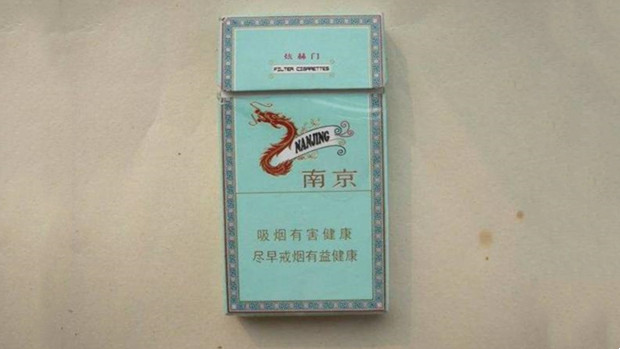 炫赫门
FILTER CIGARETTES
NANJING
南京
吸烟有害健康
尽早戒烟有益健康